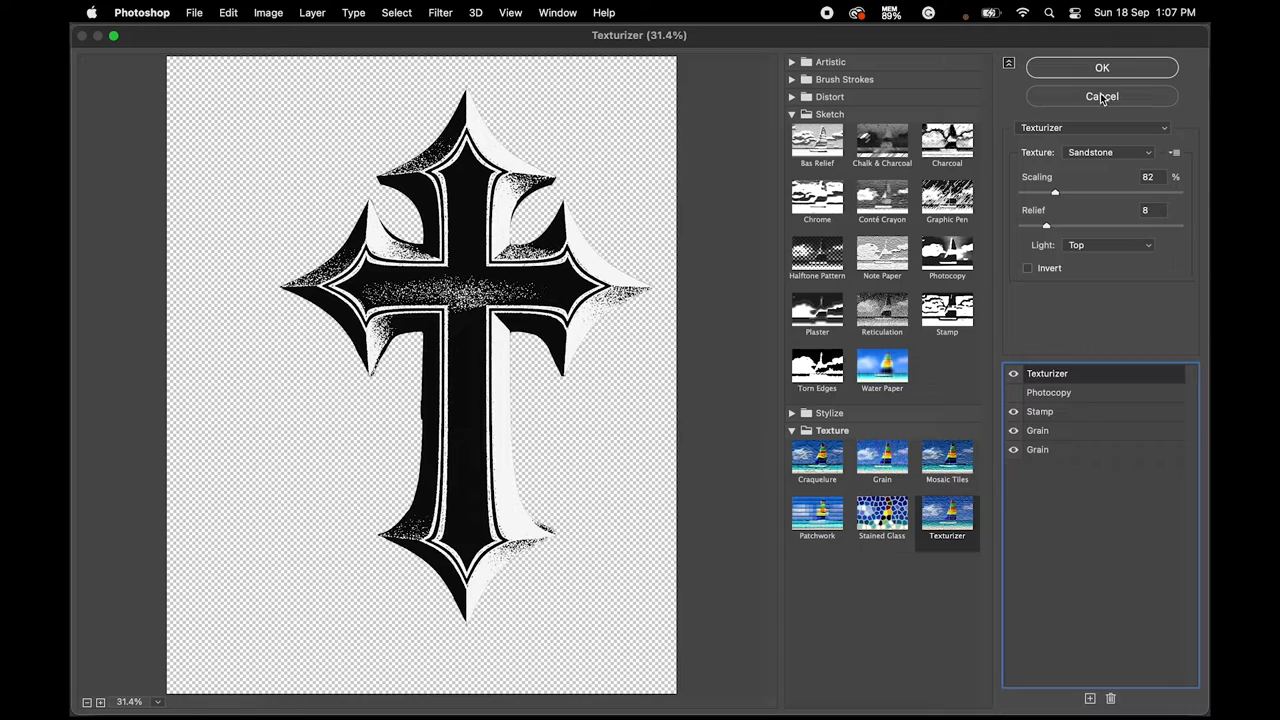 Photoshop File Edit Image Layer Type Select Filter 3D View Window Help MEM 89% Sun 18 Sep 1:07 PM
Texturizer (31.4%)
Artistic
Brush Strokes
Distort
Sketch
Bas Relief Chalk & Charcoal Charcoal
Chrome Conté Crayon Graphic Pen
Halftone Pattern Note Paper Photocopy
Plaster Reticulation Stamp
Torn Edges Water Paper
Stylize
Texture
Craquelure Grain Mosaic Tiles
Patchwork Stained Glass Texturizer
OK
Cancel
Texturizer
Texture: Sandstone
Scaling 82 %
Relief 8
Light: Top
Invert
Texturizer
Photocopy
Stamp
Grain
Grain
31.4%